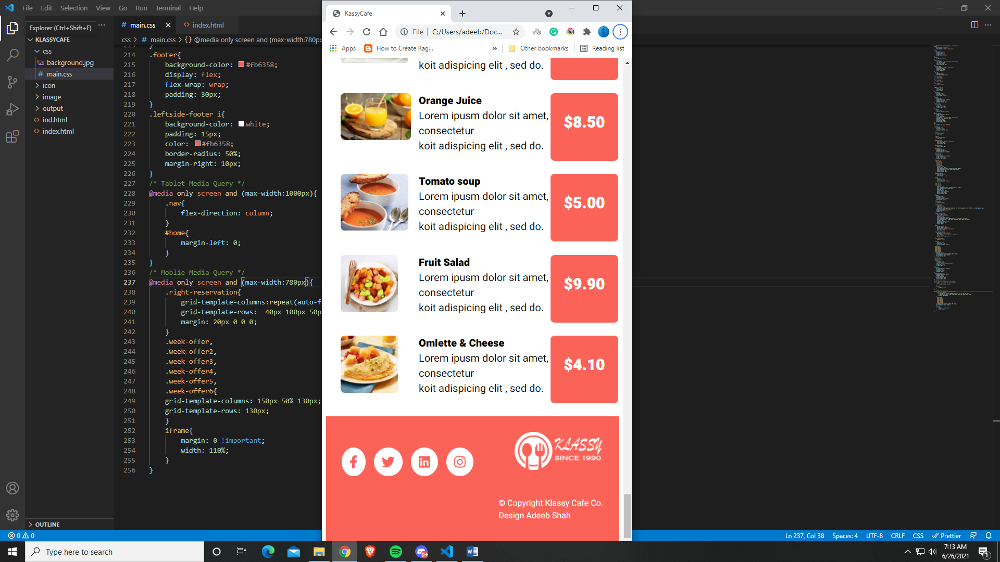 File Edit Selection View Go Run Terminal Help
Explorer (Ctrl+Shift+E)
KLASSYCAFE
css
background.jpg
main.css
icon
image
output
ind.html
index.html
OUTLINE
main.css
index.html
css > main.css > {} @media only screen and (max-width:780px
213 }
214 .footer{
215 background-color: #fb6358;
216 display: flex;
217 flex-wrap: wrap;
218 padding: 30px;
219 }
220 .leftside-footer i{
221 background-color: white;
222 padding: 15px;
223 color: #fb6358;
224 border-radius: 50%;
225 margin-right: 10px;
226 }
227 /* Tablet Media Query */
228 @media only screen and (max-width:1000px){
229 .nav{
230 flex-direction: column;
231 }
232 #home{
233 margin-left: 0;
234 }
235 }
236 /* Moblie Media Query */
237 @media only screen and (max-width:780px){
238 .right-reservation{
239 grid-template-columns:repeat(auto-f
240 grid-template-rows: 40px 100px 50p
241 margin: 20px 0 0 0;
242 }
243 .week-offer,
244 .week-offer2,
245 .week-offer3,
246 .week-offer4,
247 .week-offer5,
248 .week-offer6{
249 grid-template-columns: 150px 50% 130px;
250 grid-template-rows: 130px;
251 }
252 iframe{
253 margin: 0 !important;
254 width: 110%;
255 }
256 }
KassyCafe
File C:/Users/adeeb/Doc...
Apps How to Create Rag... » Other bookmarks Reading list
koit adispicing elit , sed do.
Orange Juice
Lorem ipusm dolor sit amet,
consectetur
koit adispicing elit , sed do.
$8.50
Tomato soup
Lorem ipusm dolor sit amet,
consectetur
koit adispicing elit , sed do.
$5.00
Fruit Salad
Lorem ipusm dolor sit amet,
consectetur
koit adispicing elit , sed do.
$9.90
Omlette & Cheese
Lorem ipusm dolor sit amet,
consectetur
koit adispicing elit , sed do.
$4.10
KLASSY
SINCE 1990
© Copyright Klassy Cafe Co.
Design Adeeb Shah
0 0
Ln 237, Col 38 Spaces: 4 UTF-8 CRLF CSS Prettier
Type here to search
9+
7:13 AM
6/26/2021
1